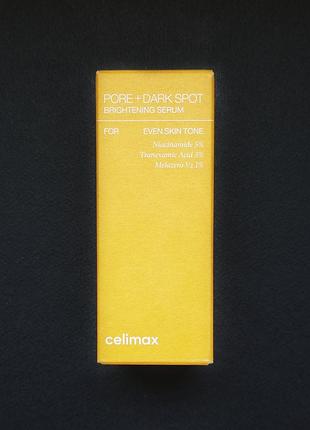 PORE + DARK SPOT
BRIGHTENING SERUM
FOR EVEN SKIN TONE
Niacinamide 5%
Tranexamic Acid 3%
Melazero V2 1%
celimax